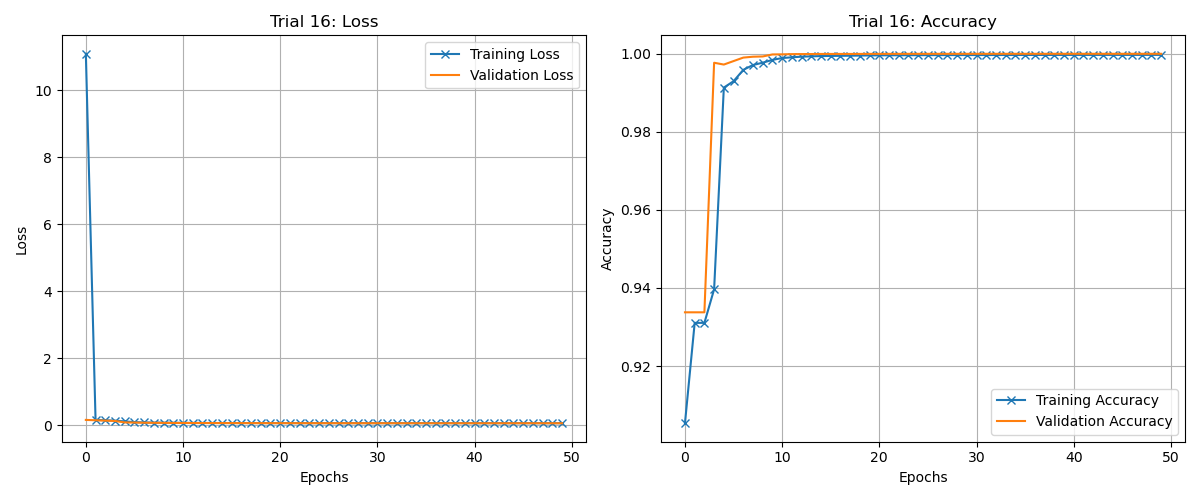 Trial 16: Loss
Training Loss
Validation Loss
10
8
6
4
2
0
Loss
0 10 20 30 40 50
Epochs
Trial 16: Accuracy
1.00
0.98
0.96
0.94
0.92
Accuracy
Training Accuracy
Validation Accuracy
0 10 20 30 40 50
Epochs